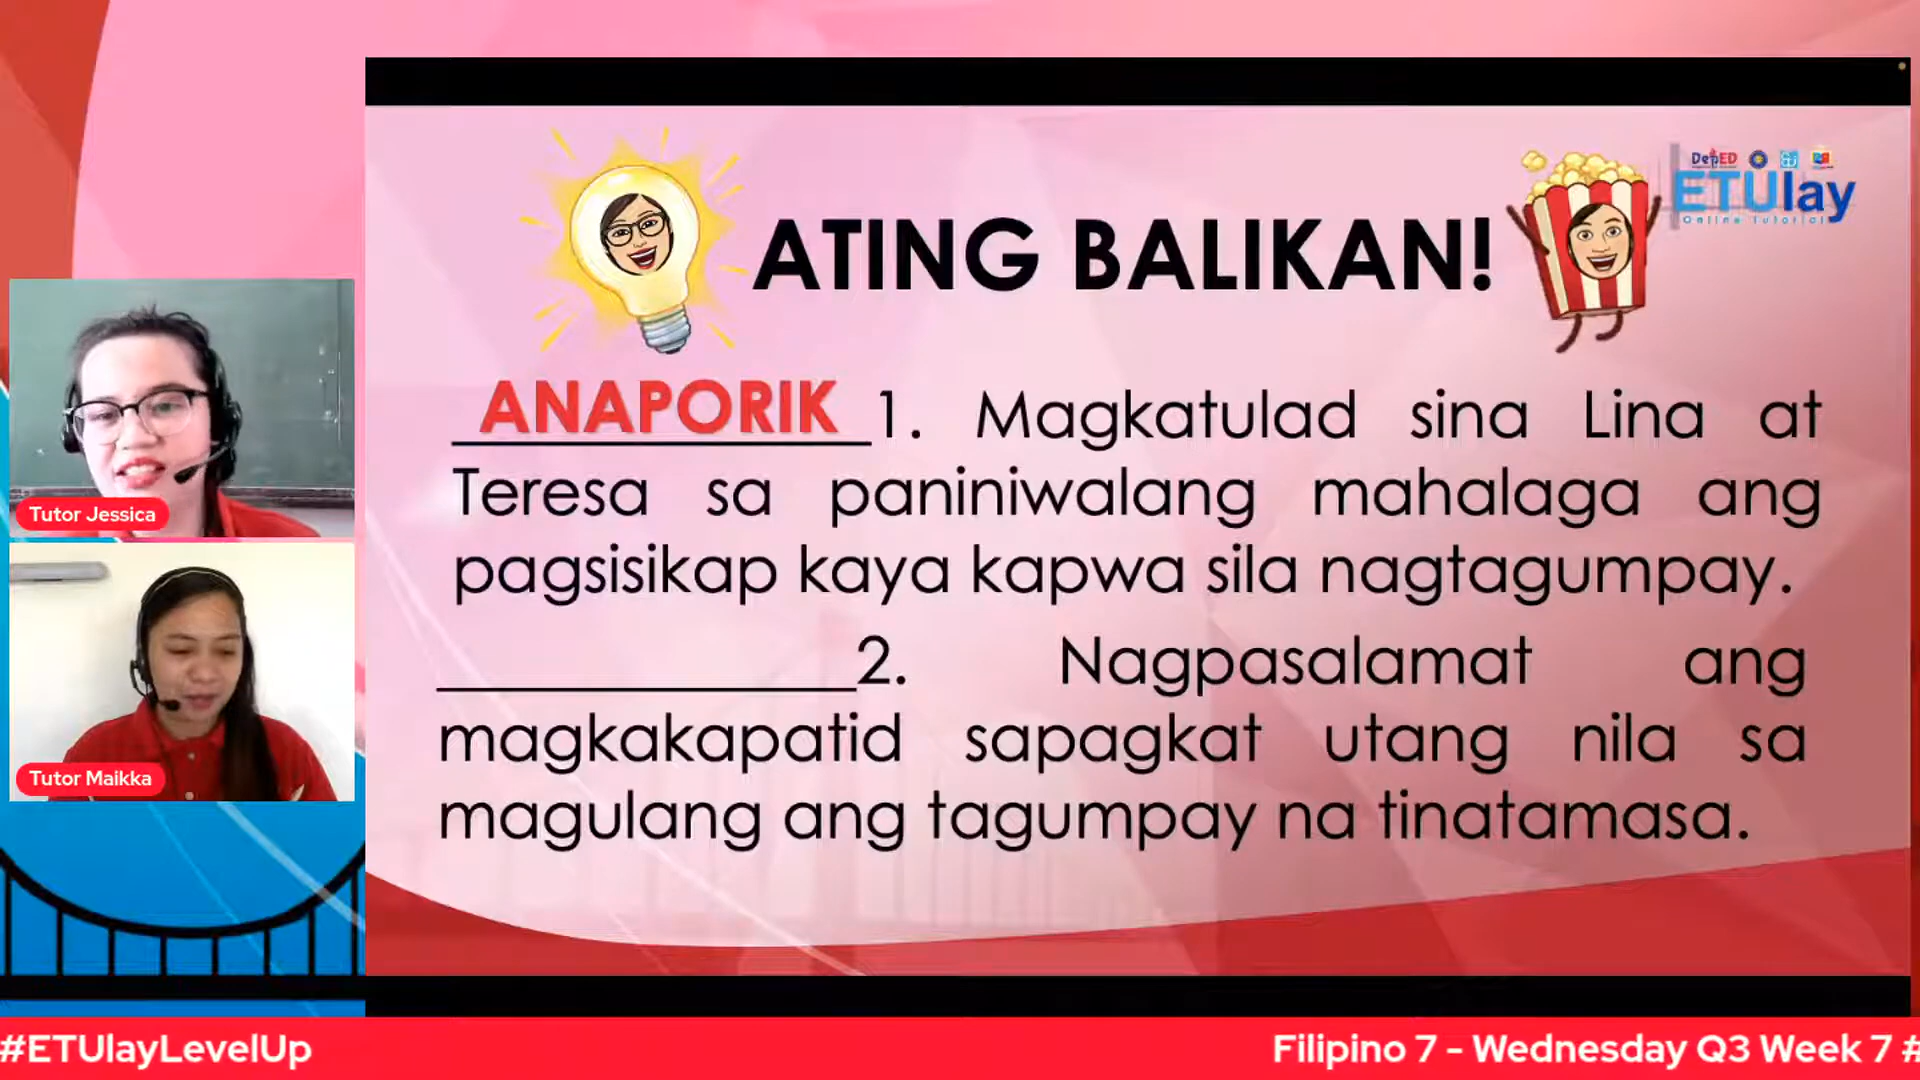 DepED
ETUlay
Online Tutorial
ATING BALIKAN!
ANAPORIK 1. Magkatulad sina Lina at
Teresa sa paniniwalang mahalaga ang
pagsisikap kaya kapwa sila nagtagumpay.
______________2. Nagpasalamat ang
magkakapatid sapagkat utang nila sa
magulang ang tagumpay na tinatamasa.
Tutor Jessica
Tutor Maikka
#ETUlayLevelUp
Filipino 7 - Wednesday Q3 Week 7 #